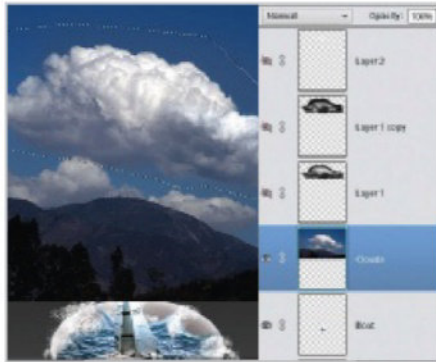 Normal Opacity: 100%
Layer 2
Layer 1 copy
Layer 1
Clouds
Boat